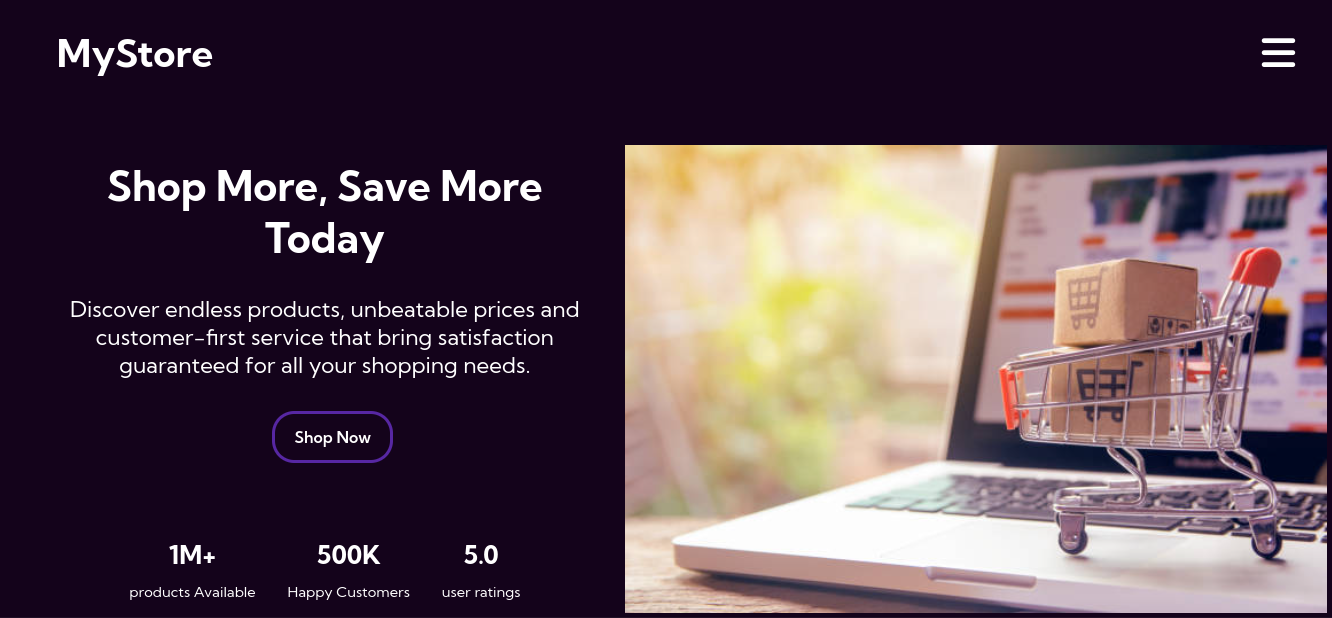 MyStore
Shop More, Save More
Today
Discover endless products, unbeatable prices and
customer-first service that bring satisfaction
guaranteed for all your shopping needs.
Shop Now
1M+
500K
5.0
products Available
Happy Customers
user ratings